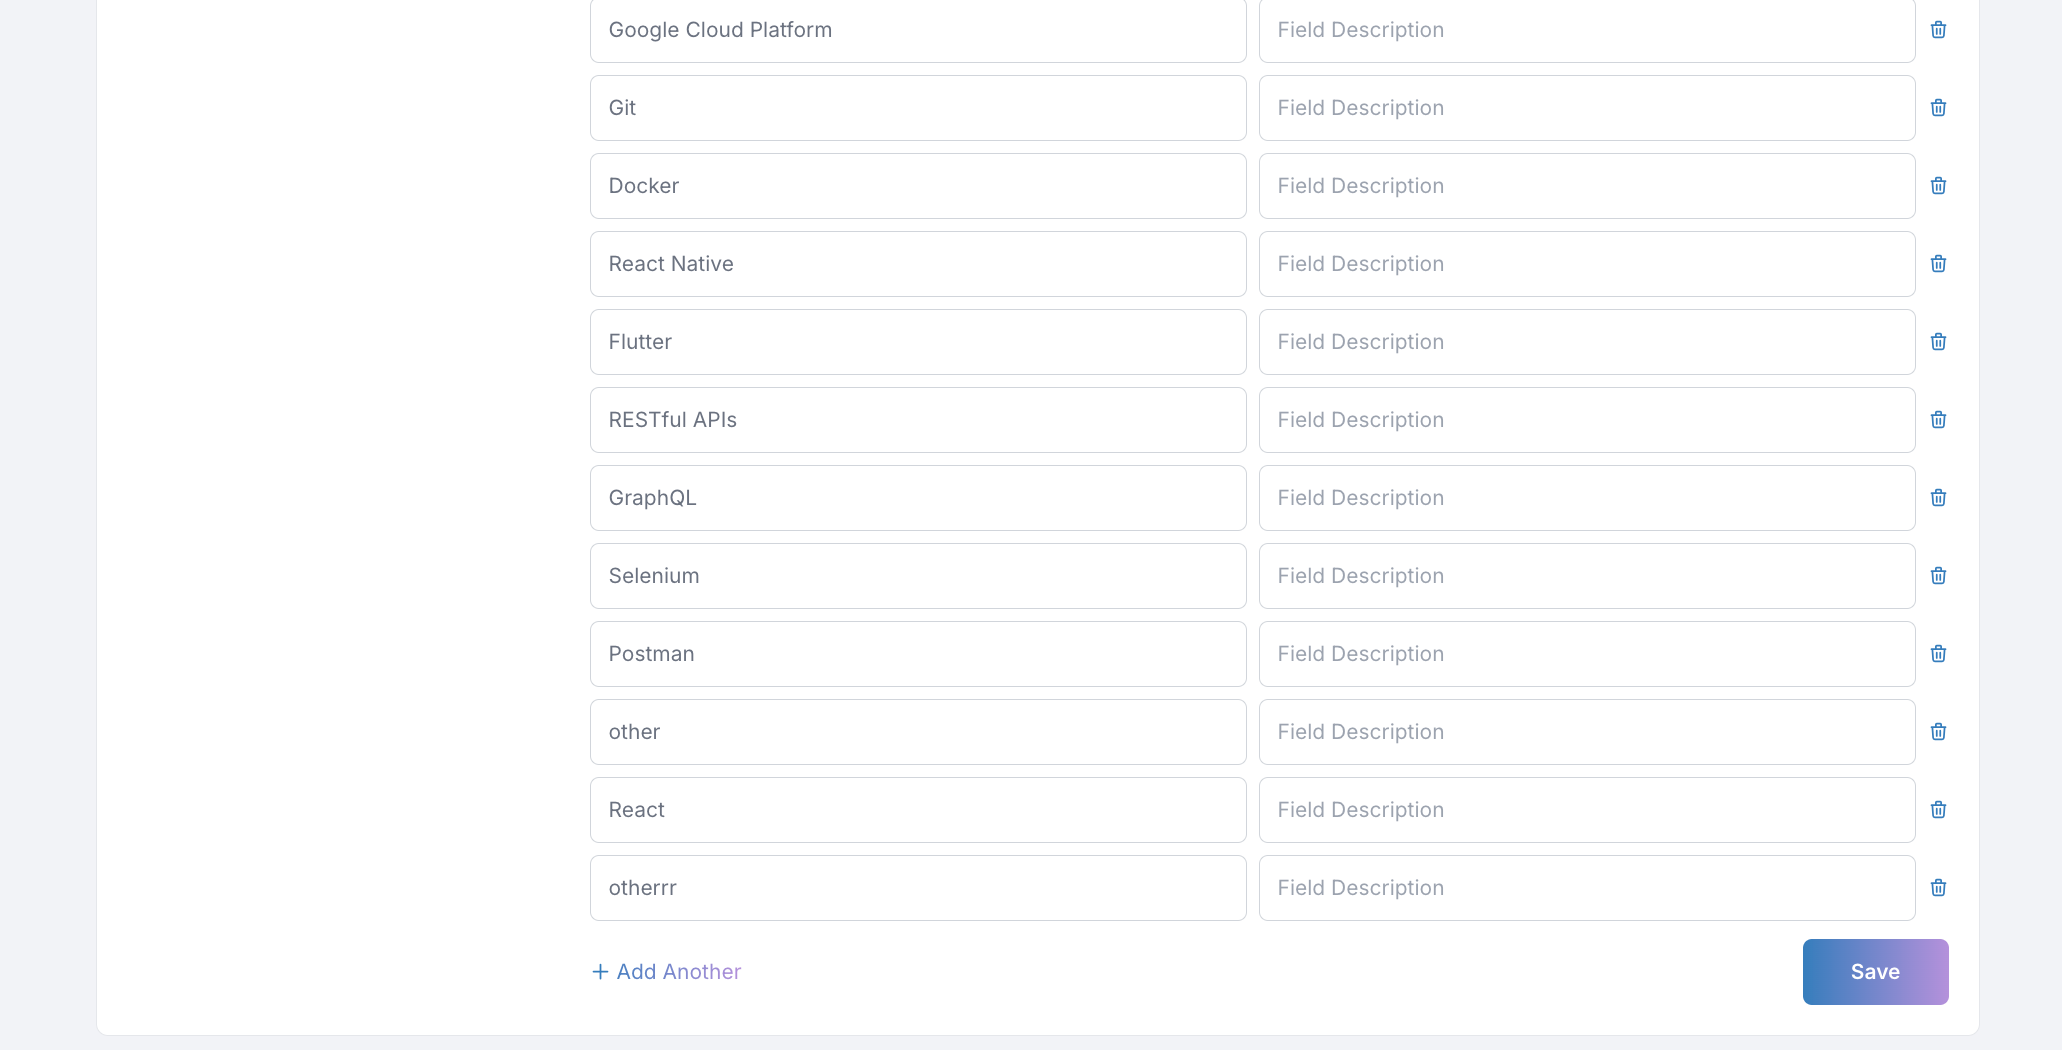 Google Cloud Platform Field Description
Git Field Description
Docker Field Description
React Native Field Description
Flutter Field Description
RESTful APIs Field Description
GraphQL Field Description
Selenium Field Description
Postman Field Description
other Field Description
React Field Description
otherrr Field Description
+ Add Another Save